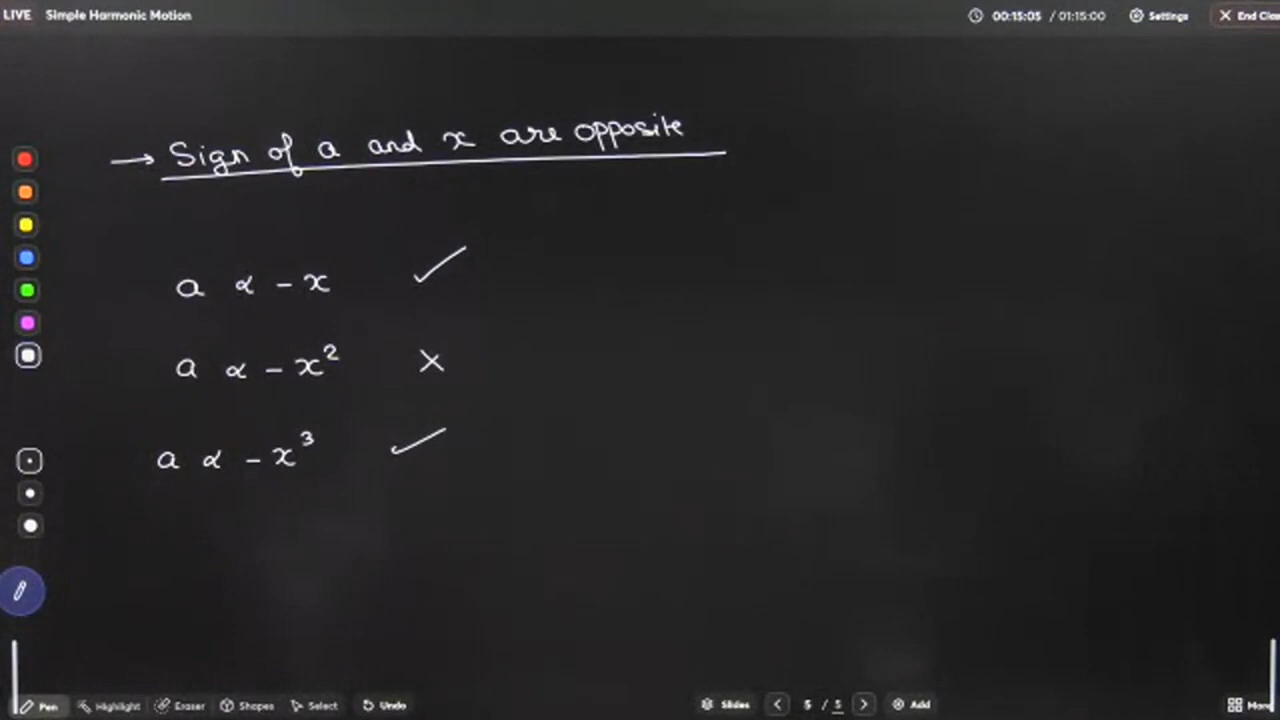 LIVE Simple Harmonic Motion 00:15:05 / 01:15:00 Settings End Clas
→ Sign of a and x are opposite
a α - x ✓
a α - x² ✗
a α - x³ ✓
Pen Highlight Eraser Shapes Select Undo Slides 5 / 5 Add More